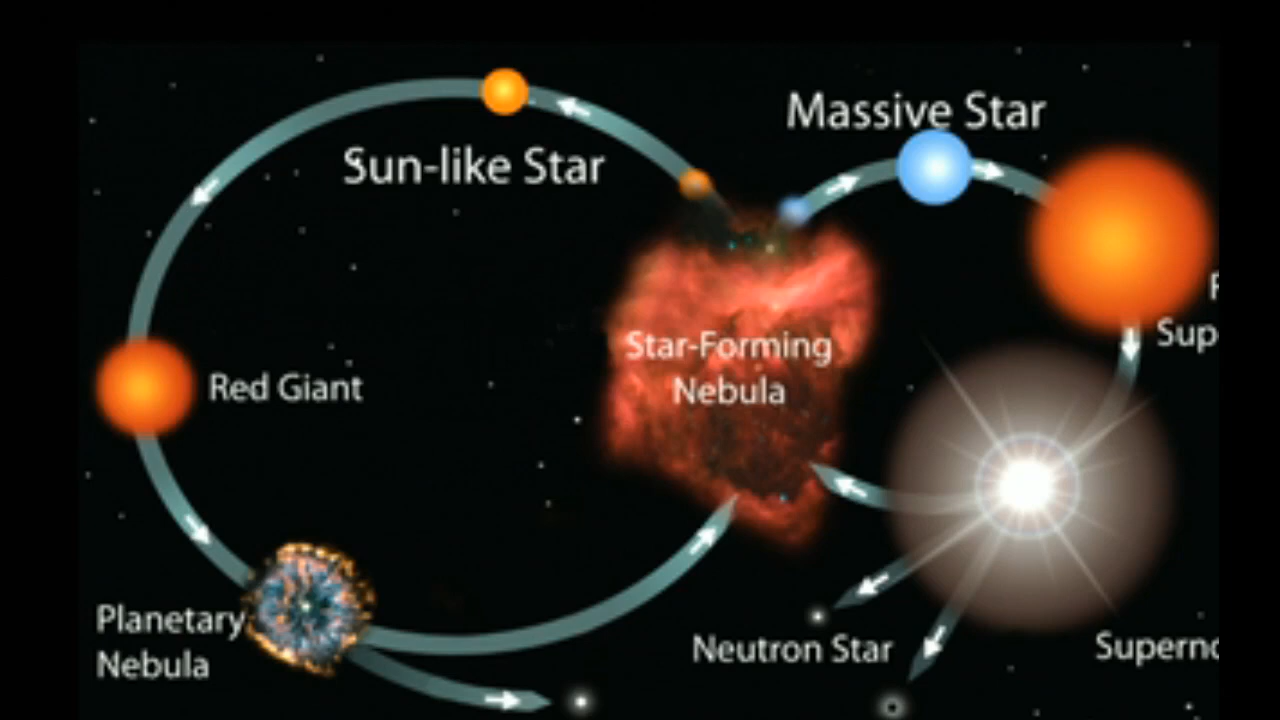 Massive Star
Sun-like Star
Star-Forming
Nebula
Red Giant
Planetary
Nebula
Neutron Star